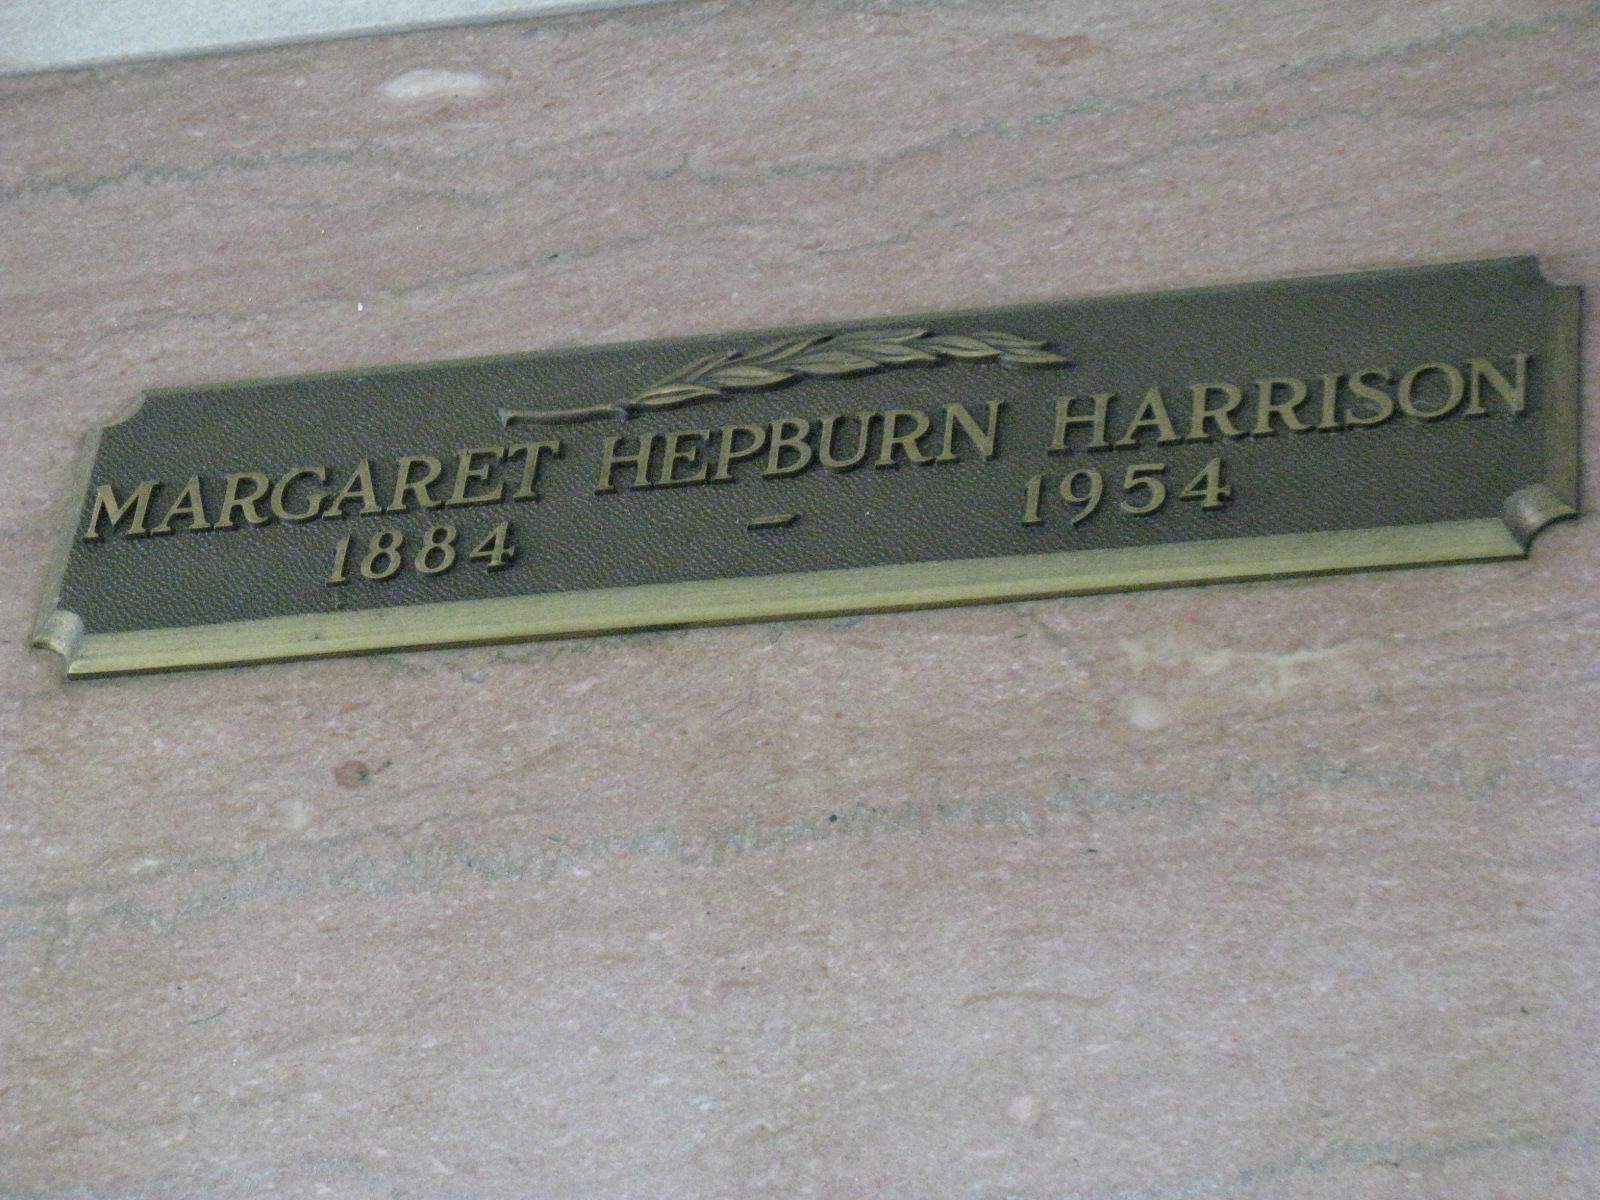 MARGARET HEPBURN HARRISON
1884 – 1954